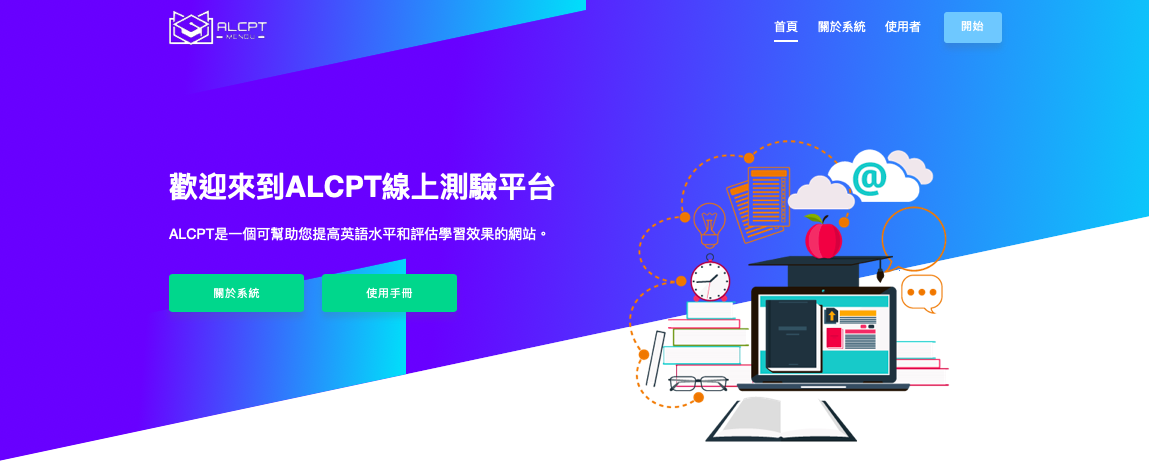 ALCPT
MENDU
首頁
關於系統
使用者
開始
歡迎來到ALCPT線上測驗平台
ALCPT是一個可幫助您提高英語水平和評估學習效果的網站。
關於系統
使用手冊
@